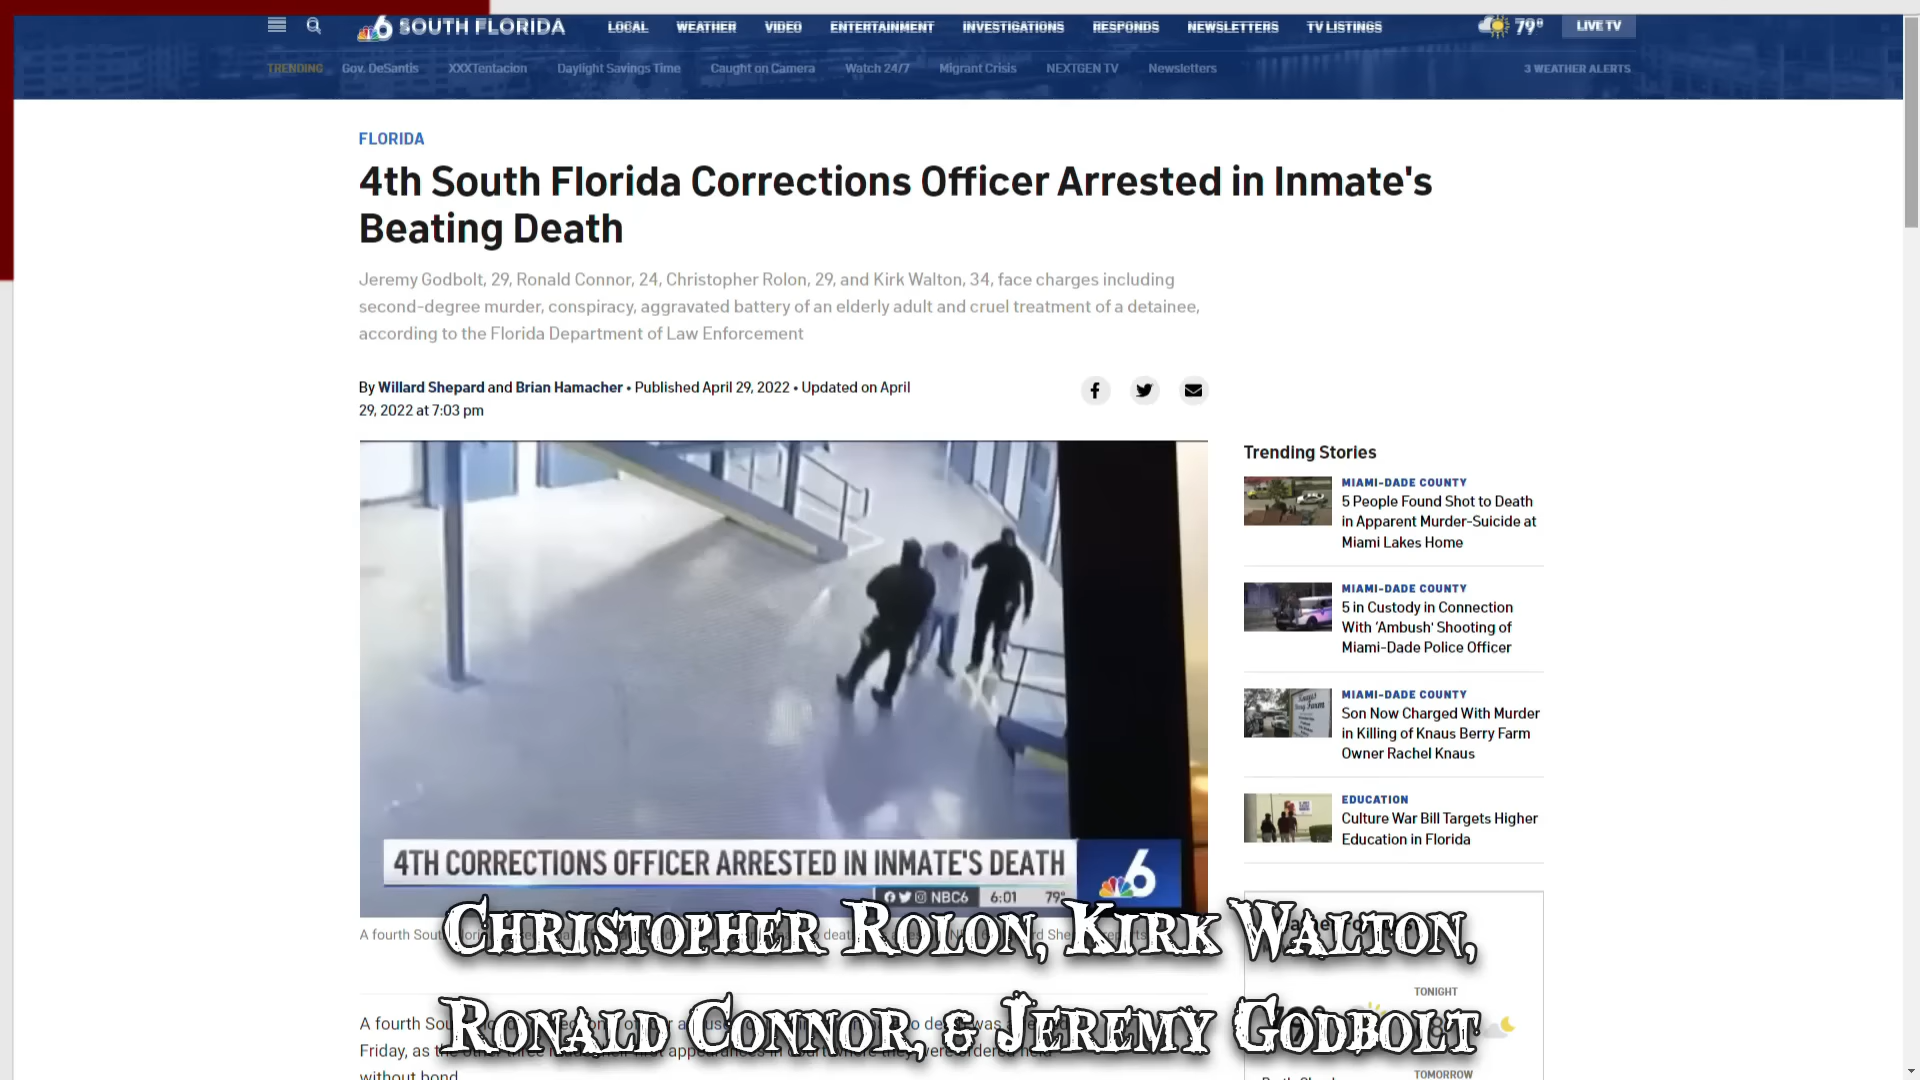 6 SOUTH FLORIDA
LOCAL WEATHER VIDEO ENTERTAINMENT INVESTIGATIONS RESPONDS NEWSLETTERS TV LISTINGS
79º LIVE TV
TRENDING Gov. DeSantis XXXTentacion Daylight Savings Time Caught on Camera Watch 24/7 Migrant Crisis NEXTGEN TV Newsletters
3 WEATHER ALERTS
FLORIDA
4th South Florida Corrections Officer Arrested in Inmate's
Beating Death
Jeremy Godbolt, 29, Ronald Connor, 24, Christopher Rolon, 29, and Kirk Walton, 34, face charges including
second-degree murder, conspiracy, aggravated battery of an elderly adult and cruel treatment of a detainee,
according to the Florida Department of Law Enforcement
By Willard Shepard and Brian Hamacher • Published April 29, 2022 • Updated on April
29, 2022 at 7:03 pm
4TH CORRECTIONS OFFICER ARRESTED IN INMATE'S DEATH
6
NBC6 6:01 79°
Trending Stories
MIAMI-DADE COUNTY
5 People Found Shot to Death
in Apparent Murder-Suicide at
Miami Lakes Home
MIAMI-DADE COUNTY
5 in Custody in Connection
With ‘Ambush' Shooting of
Miami-Dade Police Officer
MIAMI-DADE COUNTY
Son Now Charged With Murder
in Killing of Knaus Berry Farm
Owner Rachel Knaus
EDUCATION
Culture War Bill Targets Higher
Education in Florida
A fourth
Christopher Rolon, Kirk Walton,
Ronald Connor, & Jeremy Godbolt
A fourth
Friday, as
without bond
TONIGHT
TOMORROW